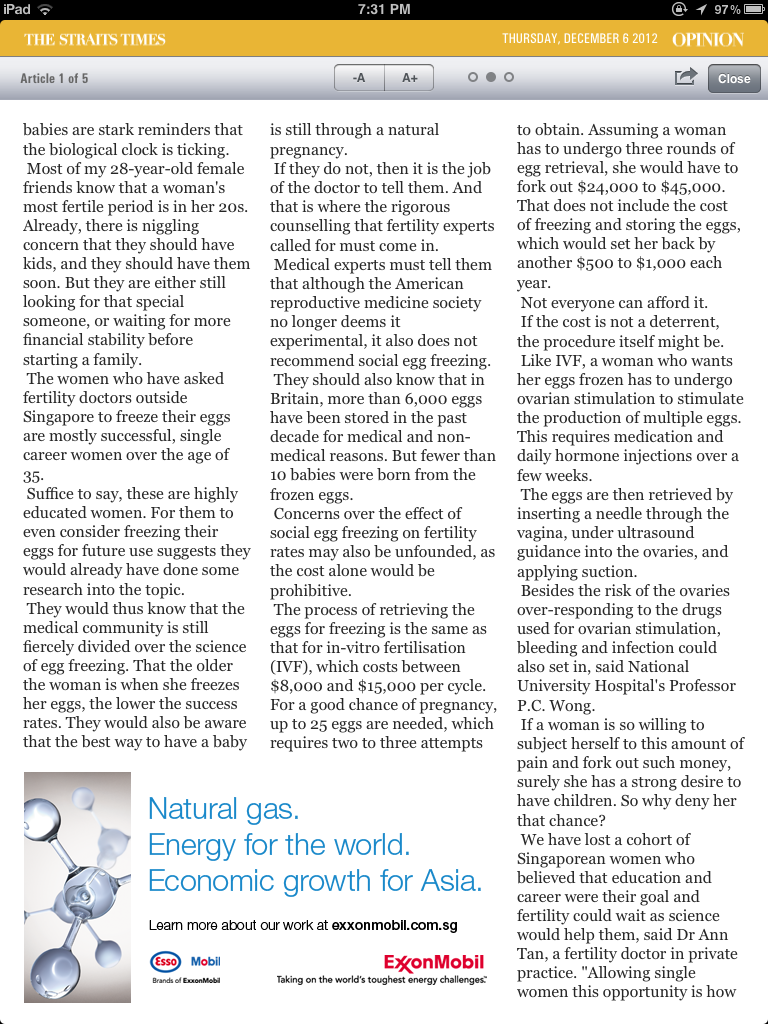 iPad
7:31 PM
97%
THE STRAITS TIMES
THURSDAY, DECEMBER 6 2012 OPINION
Article 1 of 5
-A
A+
Close
babies are stark reminders that
the biological clock is ticking.
Most of my 28-year-old female
friends know that a woman's
most fertile period is in her 20s.
Already, there is niggling
concern that they should have
kids, and they should have them
soon. But they are either still
looking for that special
someone, or waiting for more
financial stability before
starting a family.
The women who have asked
fertility doctors outside
Singapore to freeze their eggs
are mostly successful, single
career women over the age of
35.
Suffice to say, these are highly
educated women. For them to
even consider freezing their
eggs for future use suggests they
would already have done some
research into the topic.
They would thus know that the
medical community is still
fiercely divided over the science
of egg freezing. That the older
the woman is when she freezes
her eggs, the lower the success
rates. They would also be aware
that the best way to have a baby
is still through a natural
pregnancy.
If they do not, then it is the job
of the doctor to tell them. And
that is where the rigorous
counselling that fertility experts
called for must come in.
Medical experts must tell them
that although the American
reproductive medicine society
no longer deems it
experimental, it also does not
recommend social egg freezing.
They should also know that in
Britain, more than 6,000 eggs
have been stored in the past
decade for medical and non-
medical reasons. But fewer than
10 babies were born from the
frozen eggs.
Concerns over the effect of
social egg freezing on fertility
rates may also be unfounded, as
the cost alone would be
prohibitive.
The process of retrieving the
eggs for freezing is the same as
that for in-vitro fertilisation
(IVF), which costs between
$8,000 and $15,000 per cycle.
For a good chance of pregnancy,
up to 25 eggs are needed, which
requires two to three attempts
to obtain. Assuming a woman
has to undergo three rounds of
egg retrieval, she would have to
fork out $24,000 to $45,000.
That does not include the cost
of freezing and storing the eggs,
which would set her back by
another $500 to $1,000 each
year.
Not everyone can afford it.
If the cost is not a deterrent,
the procedure itself might be.
Like IVF, a woman who wants
her eggs frozen has to undergo
ovarian stimulation to stimulate
the production of multiple eggs.
This requires medication and
daily hormone injections over a
few weeks.
The eggs are then retrieved by
inserting a needle through the
vagina, under ultrasound
guidance into the ovaries, and
applying suction.
Besides the risk of the ovaries
over-responding to the drugs
used for ovarian stimulation,
bleeding and infection could
also set in, said National
University Hospital's Professor
P.C. Wong.
If a woman is so willing to
subject herself to this amount of
pain and fork out such money,
surely she has a strong desire to
have children. So why deny her
that chance?
We have lost a cohort of
Singaporean women who
believed that education and
career were their goal and
fertility could wait as science
would help them, said Dr Ann
Tan, a fertility doctor in private
practice. "Allowing single
women this opportunity is how
Natural gas.
Energy for the world.
Economic growth for Asia.
Learn more about our work at exxonmobil.com.sg
Esso Mobil
Brands of ExxonMobil
ExxonMobil
Taking on the world's toughest energy challenges.™